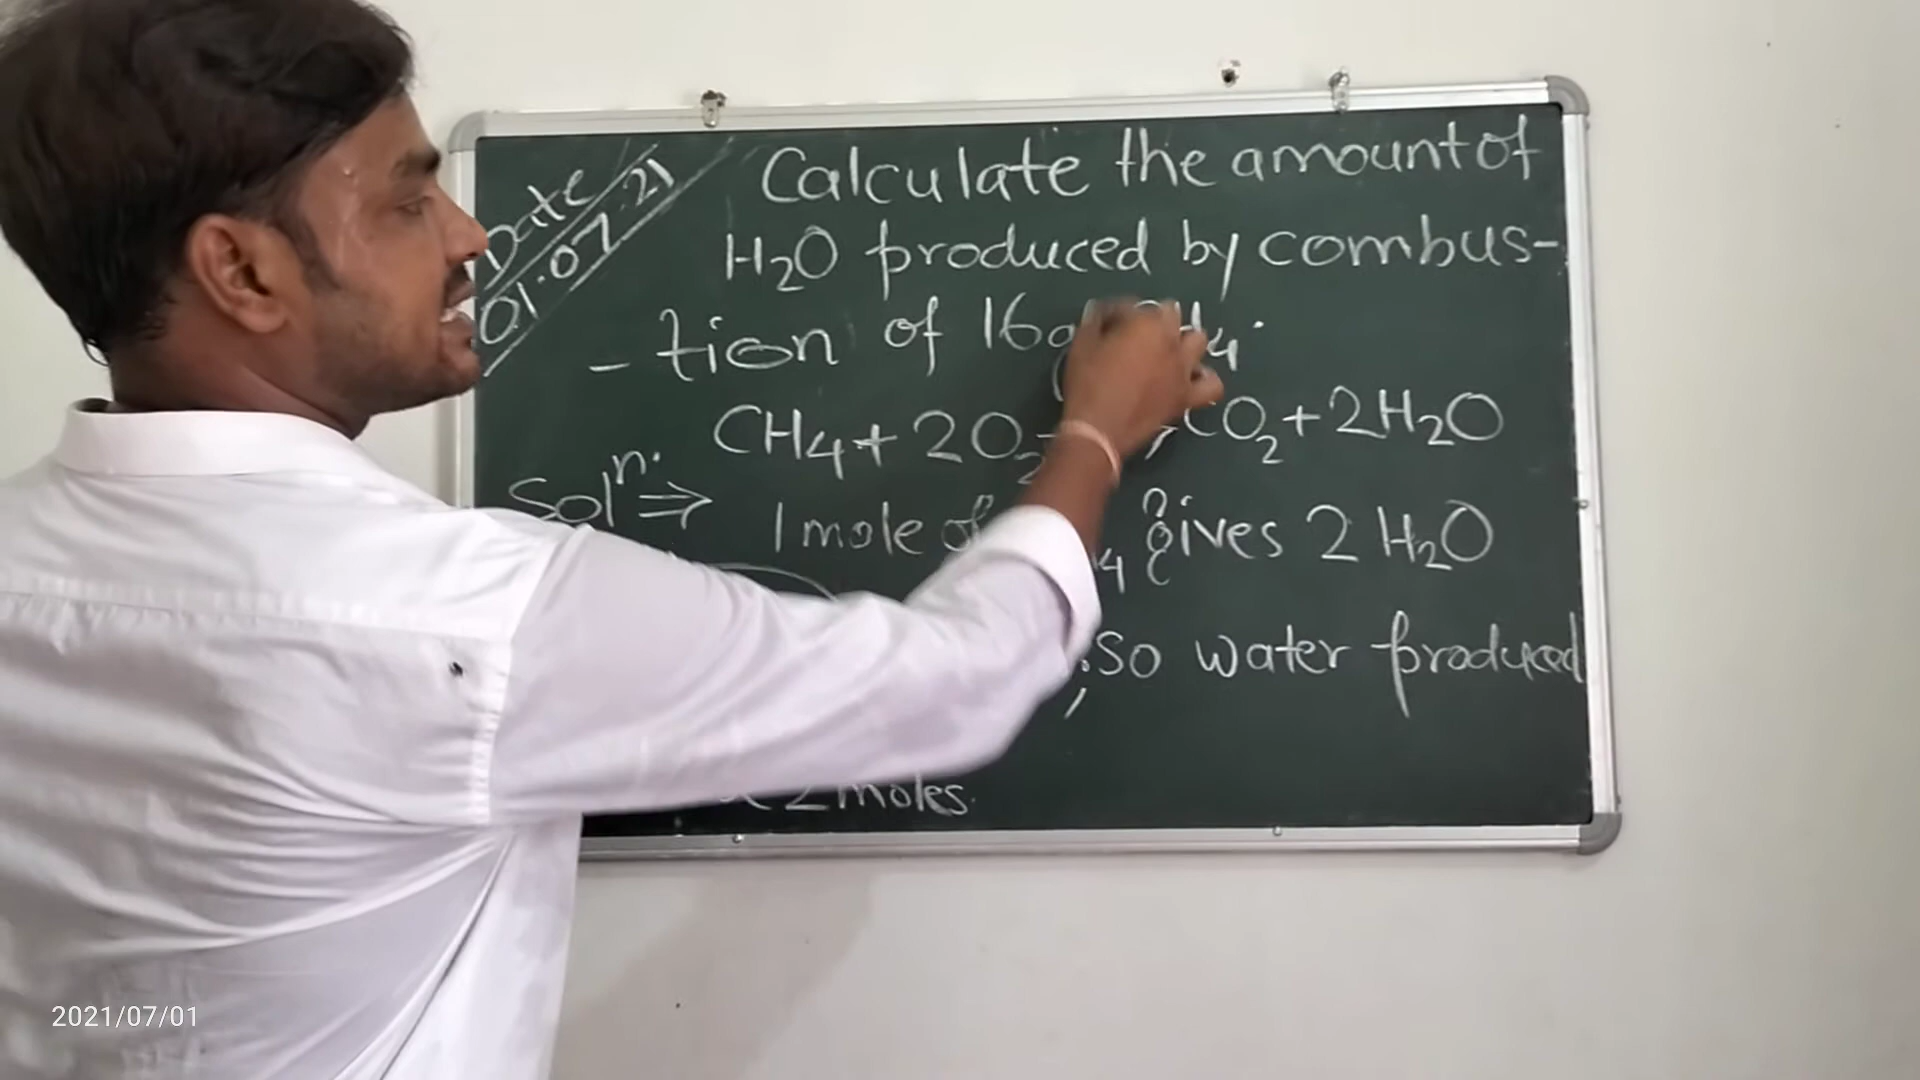 Date
01.07.21
Calculate the amount of
H₂O produced by combus-
-tion of 16g CH₄.
CH₄ + 2O₂ → CO₂ + 2H₂O
Solⁿ. ⇒
1 mole of 4 gives 2 H₂O
so water produced
2 moles.
2021/07/01